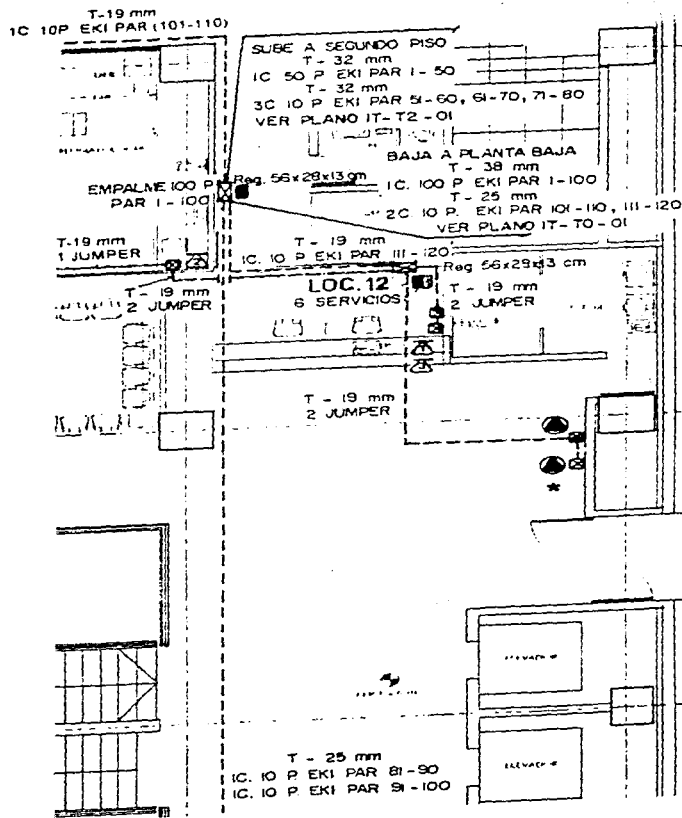 T-19 mm
1C 10P EKI PAR (101-110)
SUBE A SEGUNDO PISO
T - 32 mm
1C 50 P EKI PAR 1-50
T - 32 mm
3C 10 P EKI PAR 51-60, 61-70, 71-80
VER PLANO IT-T2-01
BAJA A PLANTA BAJA
T - 38 mm
1C. 100 P EKI PAR 1-100
T - 25 mm
2C 10 P. EKI PAR 101-110, 111-120
VER PLANO IT-TO-01
EMPALME 100 P
PAR 1-100
Reg. 56x28x13 cm
T-19 mm
1 JUMPER
T - 19 mm
1C. 10 P EKI PAR 111-120
Reg 56x28x13 cm
LOC. 12
6 SERVICIOS
T - 19 mm
2 JUMPER
T - 19 mm
2 JUMPER
T - 19 mm
2 JUMPER
*
ELEVADOR
ELEVADOR
T - 25 mm
1C. 10 P EKI PAR 81-90
1C. 10 P EKI PAR 91-100